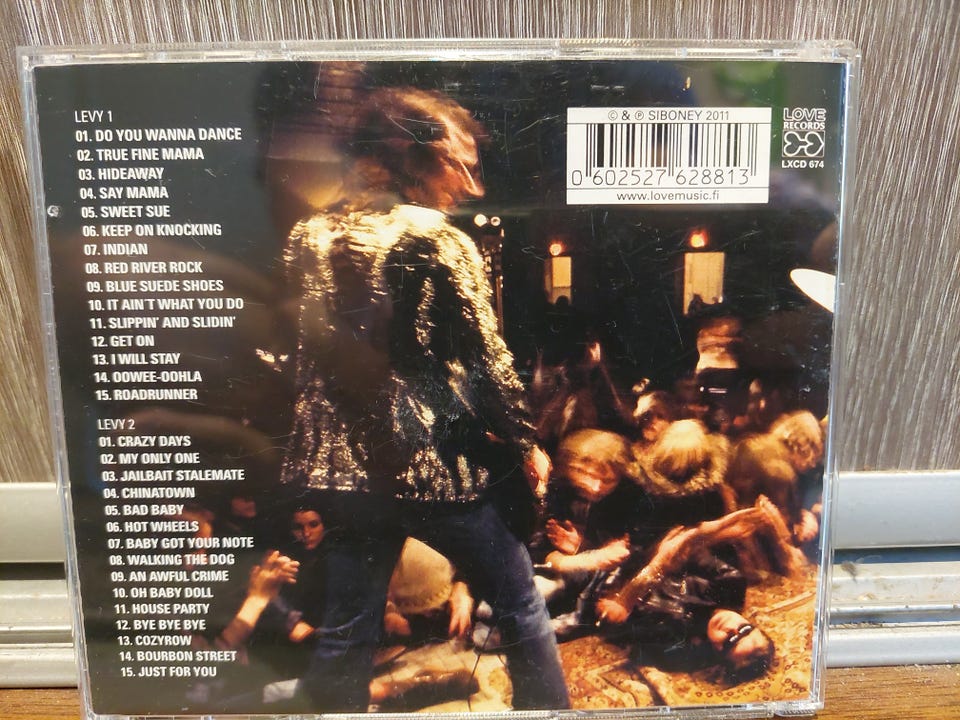 LEVY 1
01. DO YOU WANNA DANCE
02. TRUE FINE MAMA
03. HIDEAWAY
04. SAY MAMA
05. SWEET SUE
06. KEEP ON KNOCKING
07. INDIAN
08. RED RIVER ROCK
09. BLUE SUEDE SHOES
10. IT AIN'T WHAT YOU DO
11. SLIPPIN' AND SLIDIN'
12. GET ON
13. I WILL STAY
14. OOWEE-OOHLA
15. ROADRUNNER
LEVY 2
01. CRAZY DAYS
02. MY ONLY ONE
03. JAILBAIT STALEMATE
04. CHINATOWN
05. BAD BABY
06. HOT WHEELS
07. BABY GOT YOUR NOTE
08. WALKING THE DOG
09. AN AWFUL CRIME
10. OH BABY DOLL
11. HOUSE PARTY
12. BYE BYE BYE
13. COZYROW
14. BOURBON STREET
15. JUST FOR YOU
© & ℗ SIBONEY 2011
0 602527 628813
www.lovemusic.fi
LOVE
RECORDS
LXCD 674